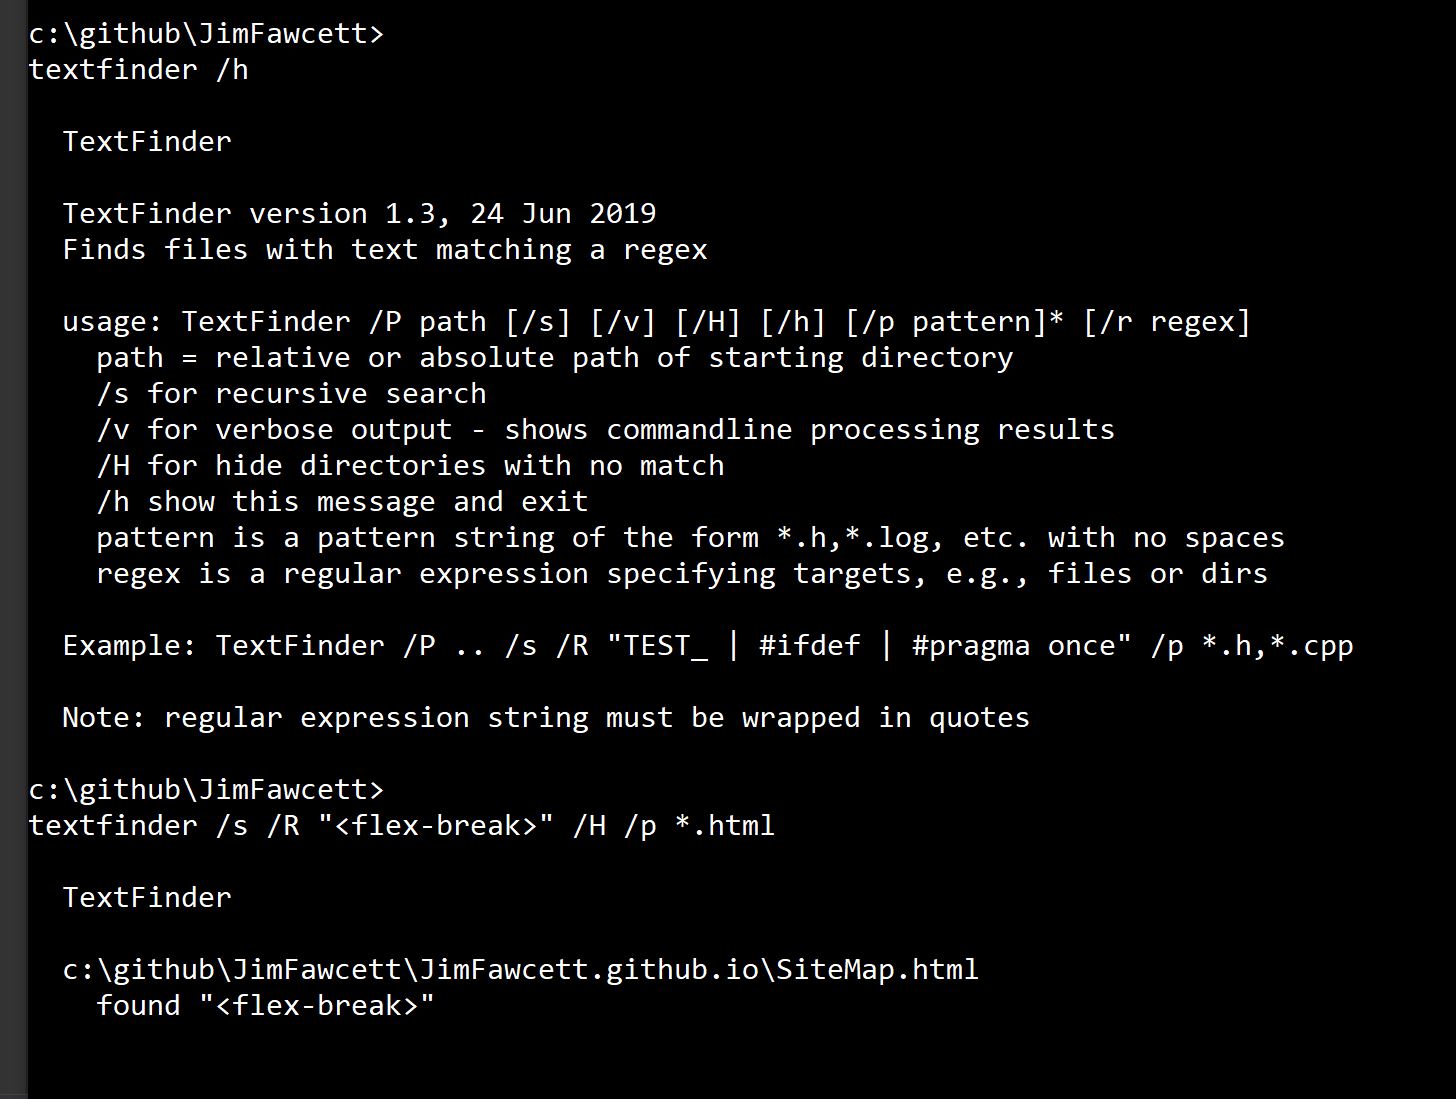 c:\github\JimFawcett>
textfinder /h
TextFinder
TextFinder version 1.3, 24 Jun 2019
Finds files with text matching a regex
usage: TextFinder /P path [/s] [/v] [/H] [/h] [/p pattern]* [/r regex]
path = relative or absolute path of starting directory
/s for recursive search
/v for verbose output - shows commandline processing results
/H for hide directories with no match
/h show this message and exit
pattern is a pattern string of the form *.h,*.log, etc. with no spaces
regex is a regular expression specifying targets, e.g., files or dirs
Example: TextFinder /P .. /s /R "TEST_ | #ifdef | #pragma once" /p *.h,*.cpp
Note: regular expression string must be wrapped in quotes
c:\github\JimFawcett>
textfinder /s /R "<flex-break>" /H /p *.html
TextFinder
c:\github\JimFawcett\JimFawcett.github.io\SiteMap.html
found "<flex-break>"